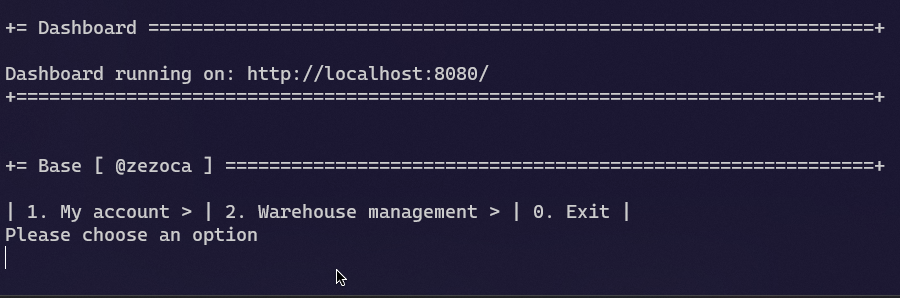 += Dashboard ==================================================================+
Dashboard running on: http://localhost:8080/
+==============================================================================+
+= Base [ @zezoca ] ===========================================================+
| 1. My account > | 2. Warehouse management > | 0. Exit |
Please choose an option